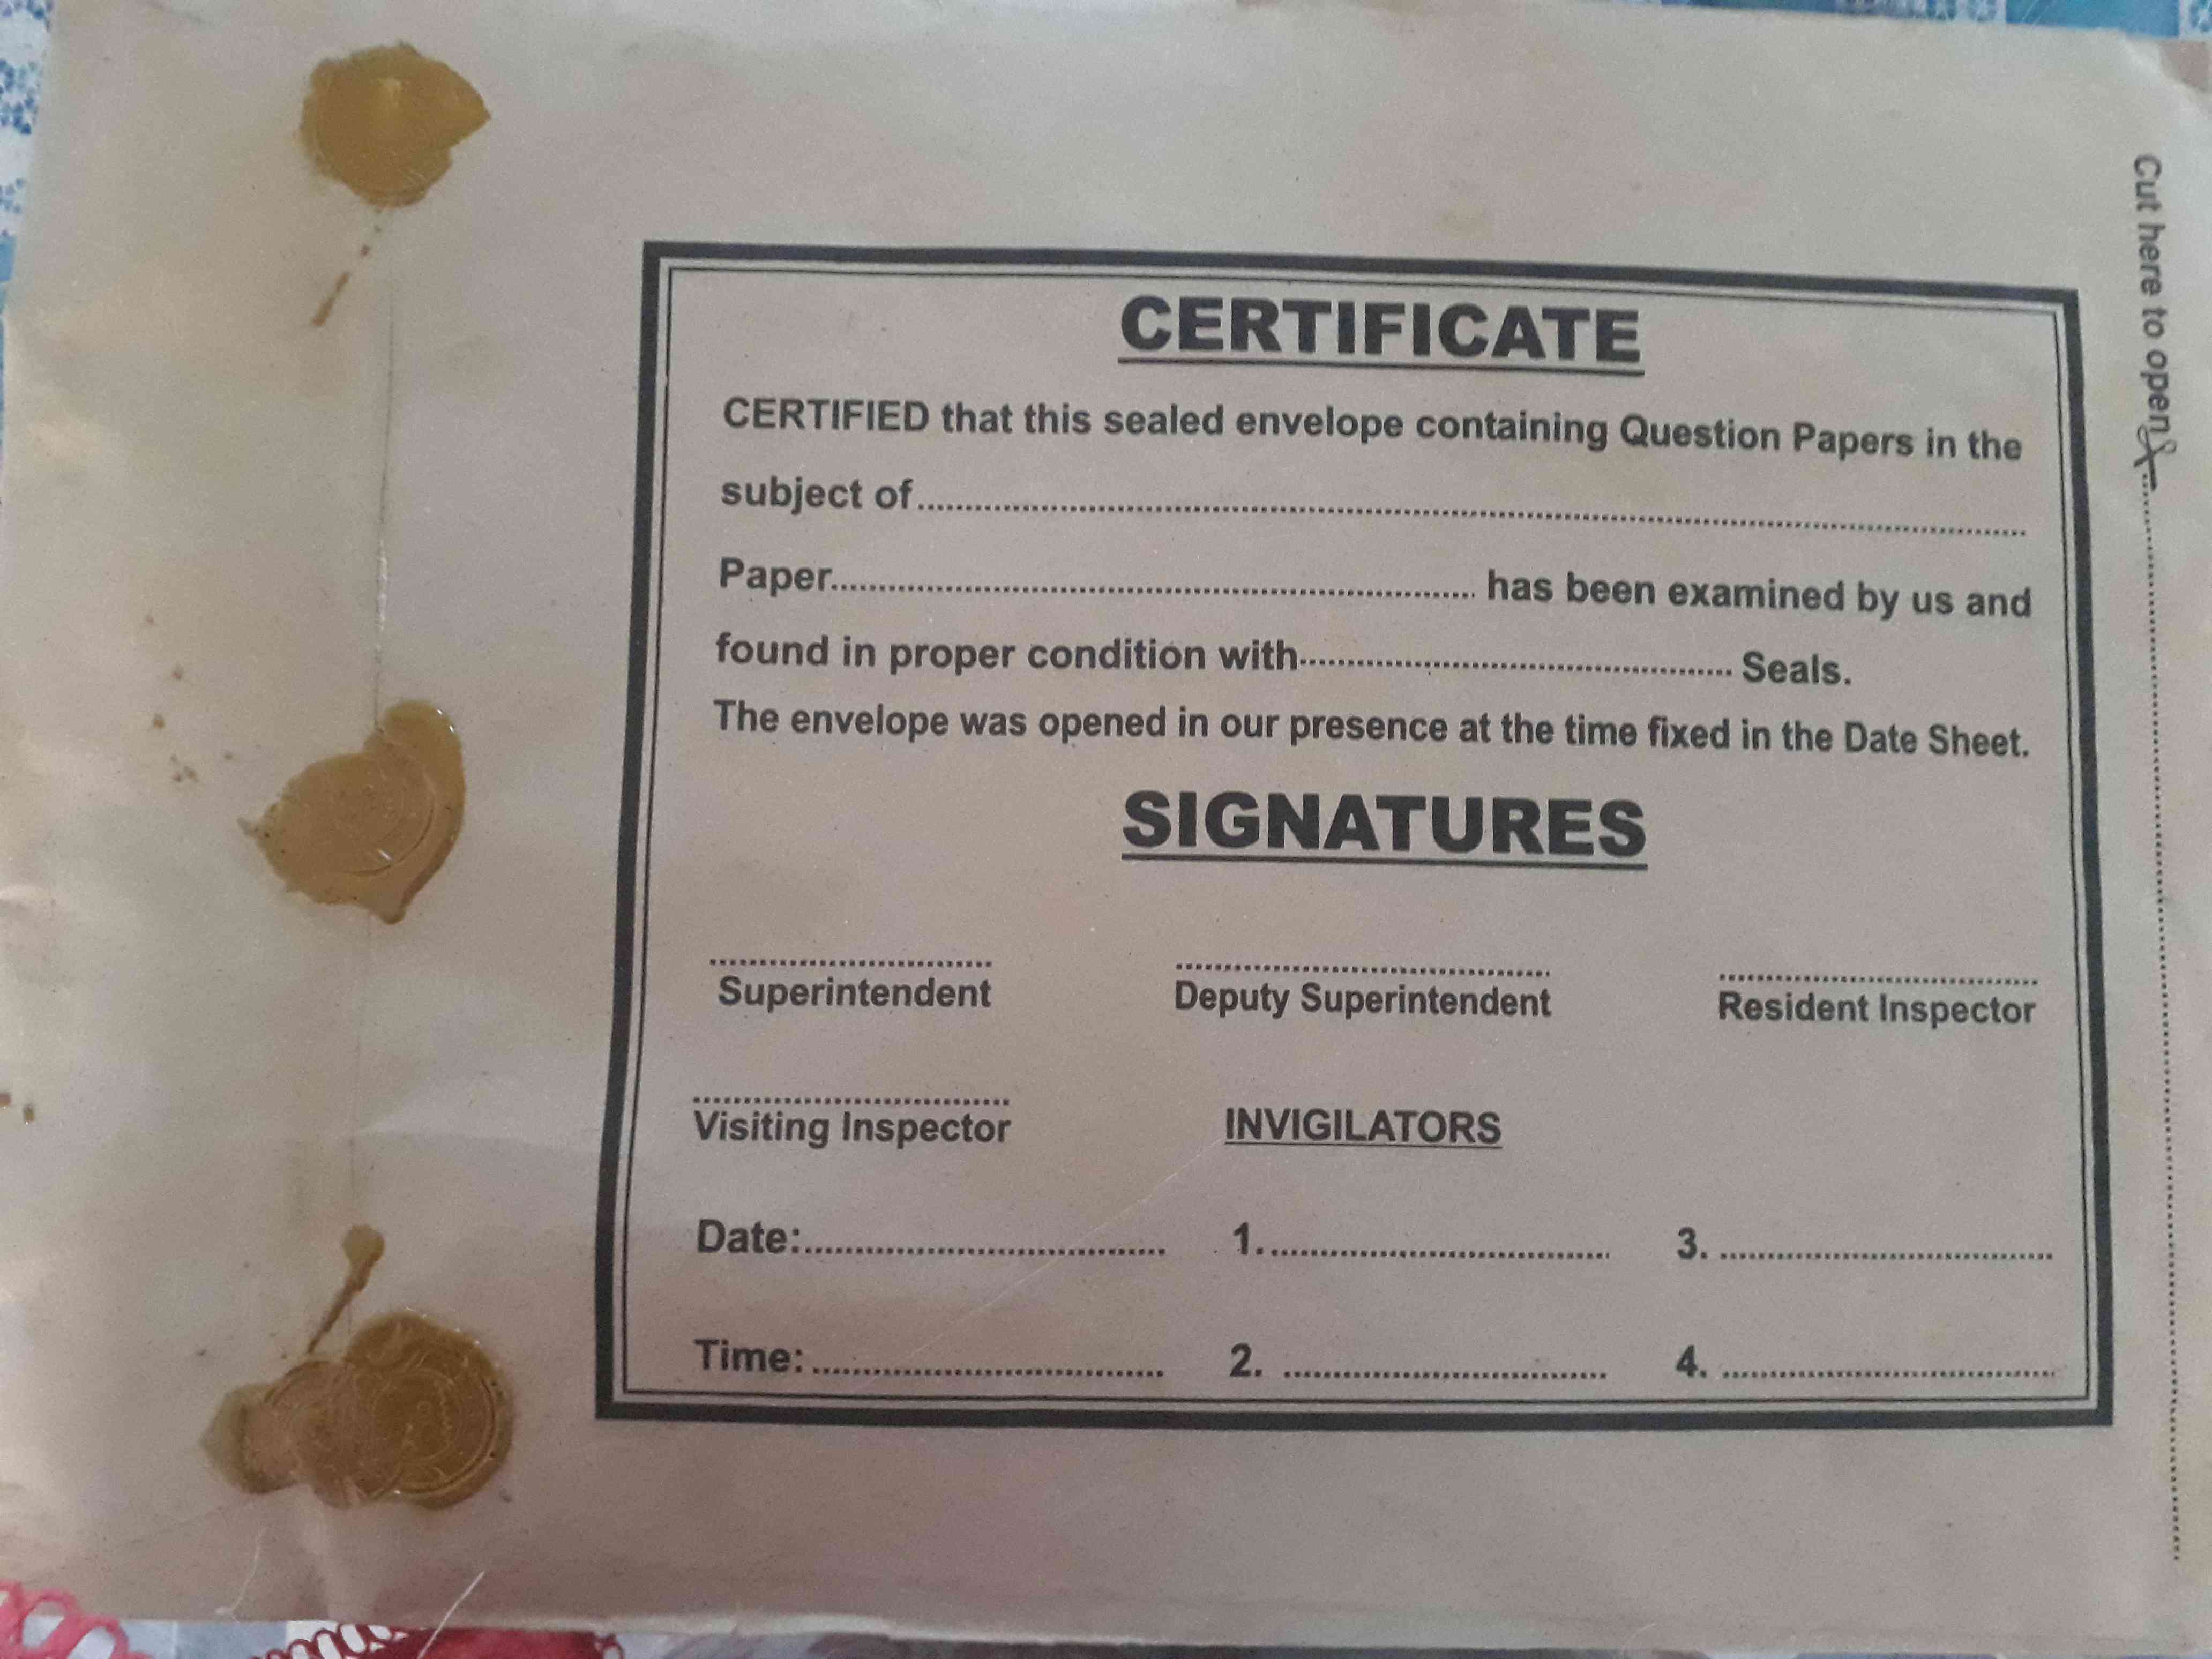 CERTIFICATE
CERTIFIED that this sealed envelope containing Question Papers in the
subject of
Paper has been examined by us and
found in proper condition with Seals.
The envelope was opened in our presence at the time fixed in the Date Sheet.
SIGNATURES
Superintendent Deputy Superintendent Resident Inspector
Visiting Inspector INVIGILATORS
Date: 1. 3.
Time: 2. 4.
Cut here to open